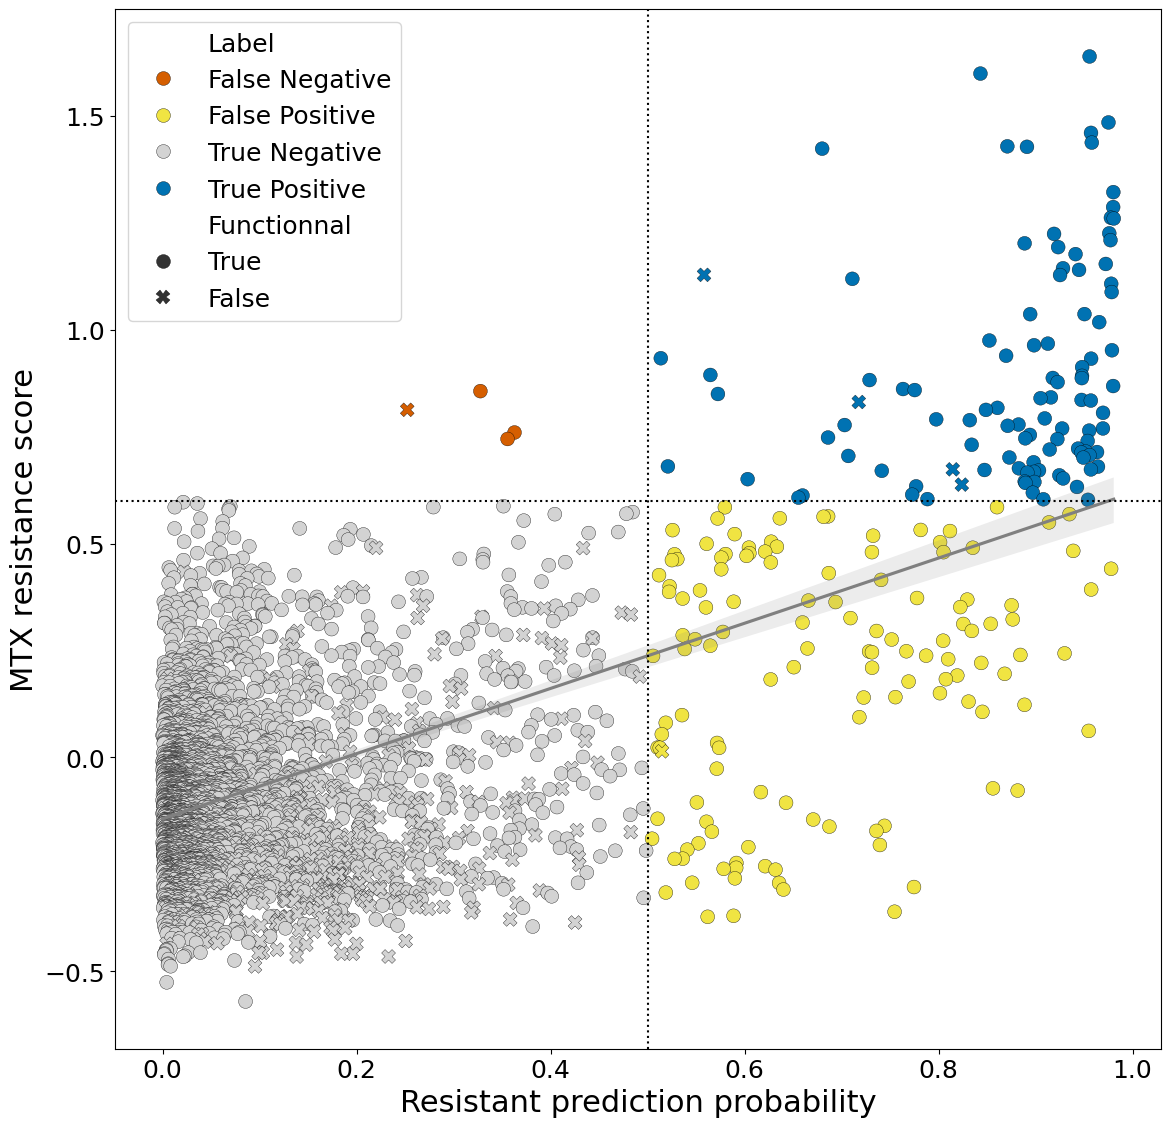 Label
False Negative
False Positive
True Negative
True Positive
Functionnal
True
False
MTX resistance score
1.5
1.0
0.5
0.0
−0.5
0.0 0.2 0.4 0.6 0.8 1.0
Resistant prediction probability